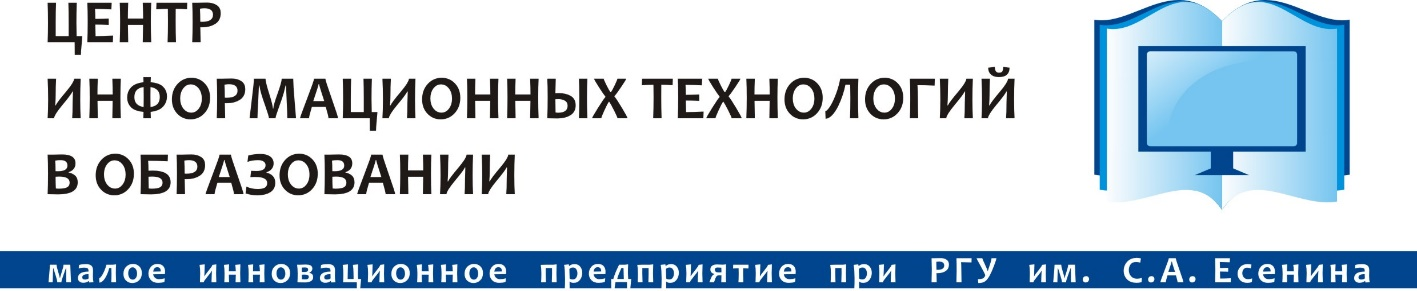 ЦЕНТР
ИНФОРМАЦИОННЫХ ТЕХНОЛОГИЙ
В ОБРАЗОВАНИИ
малое инновационное предприятие при РГУ им. С.А. Есенина